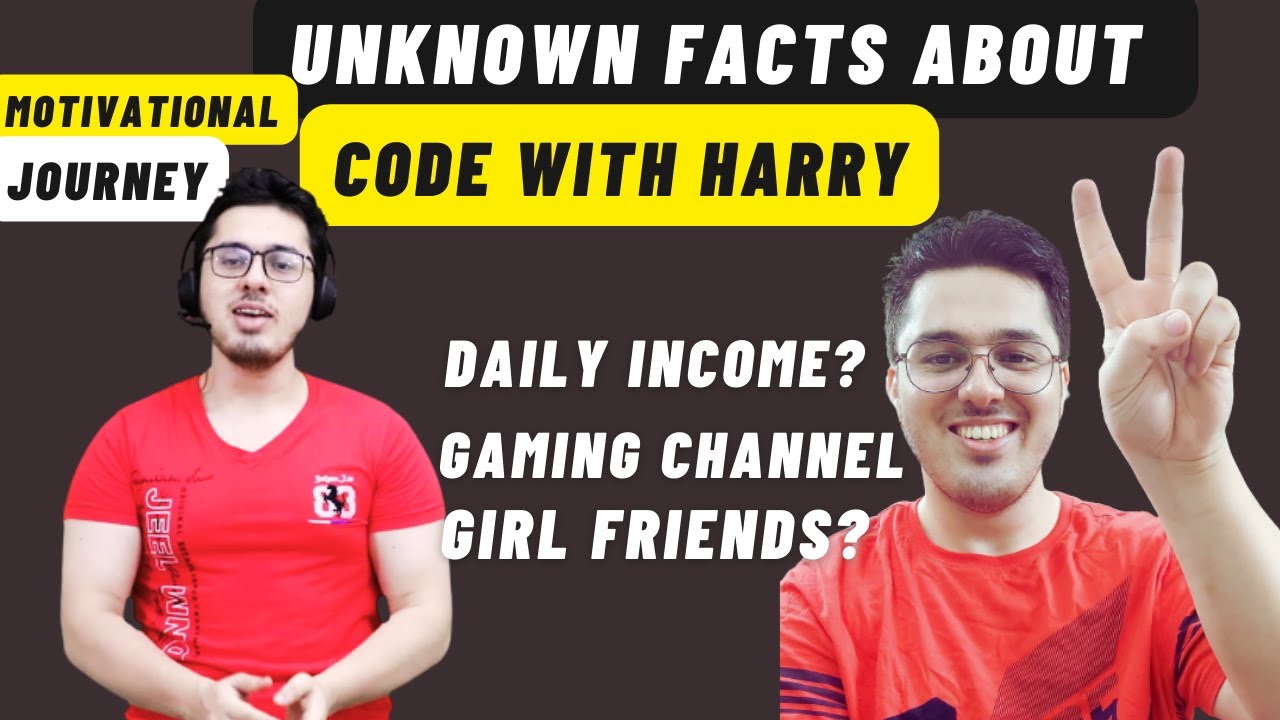 UNKNOWN FACTS ABOUT
MOTIVATIONAL
JOURNEY
CODE WITH HARRY
DAILY INCOME?
GAMING CHANNEL
GIRL FRIENDS?